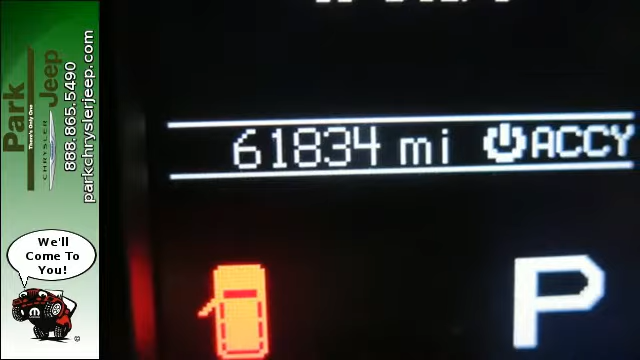 Park
Jeep
There's Only One
CHRYSLER
888.865.5490
parkchryslerjeep.com
We'll
Come To
You!
61834 mi ACCY
P